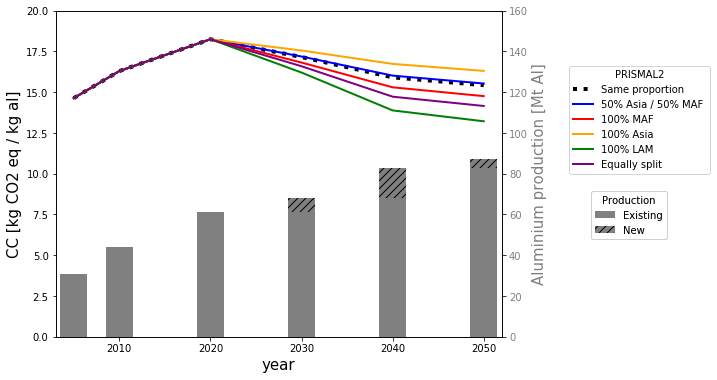 20.0
17.5
15.0
12.5
10.0
7.5
5.0
2.5
0.0
CC [kg CO2 eq / kg al]
2010
2020
2030
2040
2050
year
160
140
120
100
80
60
40
20
0
Aluminium production [Mt Al]
PRISMAL2
Same proportion
50% Asia / 50% MAF
100% MAF
100% Asia
100% LAM
Equally split
Production
Existing
New